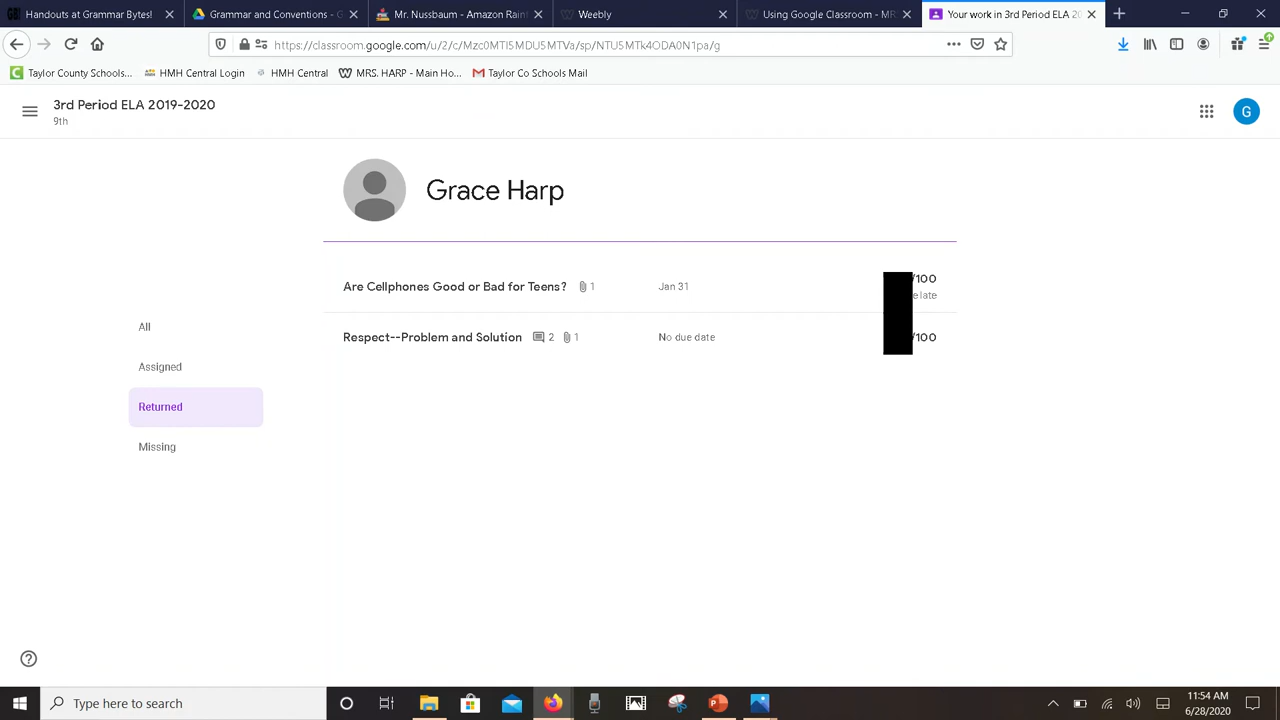 Handouts at Grammar Bytes!
Grammar and Conventions - G
Mr. Nussbaum - Amazon Rain
Weebly
Using Google Classroom - MRS
Your work in 3rd Period ELA 20
https://classroom.google.com/u/2/c/Mzc0MTI5MDU5MTVa/sp/NTU5MTk4ODA0N1pa/g
Taylor County Schools...
HMH Central Login
HMH Central
MRS. HARP - Main Ho...
Taylor Co Schools Mail
3rd Period ELA 2019-2020
9th
G
Grace Harp
Are Cellphones Good or Bad for Teens? 1
Jan 31
/100
e late
Respect--Problem and Solution 2 1
No due date
/100
All
Assigned
Returned
Missing
Type here to search
11:54 AM
6/28/2020